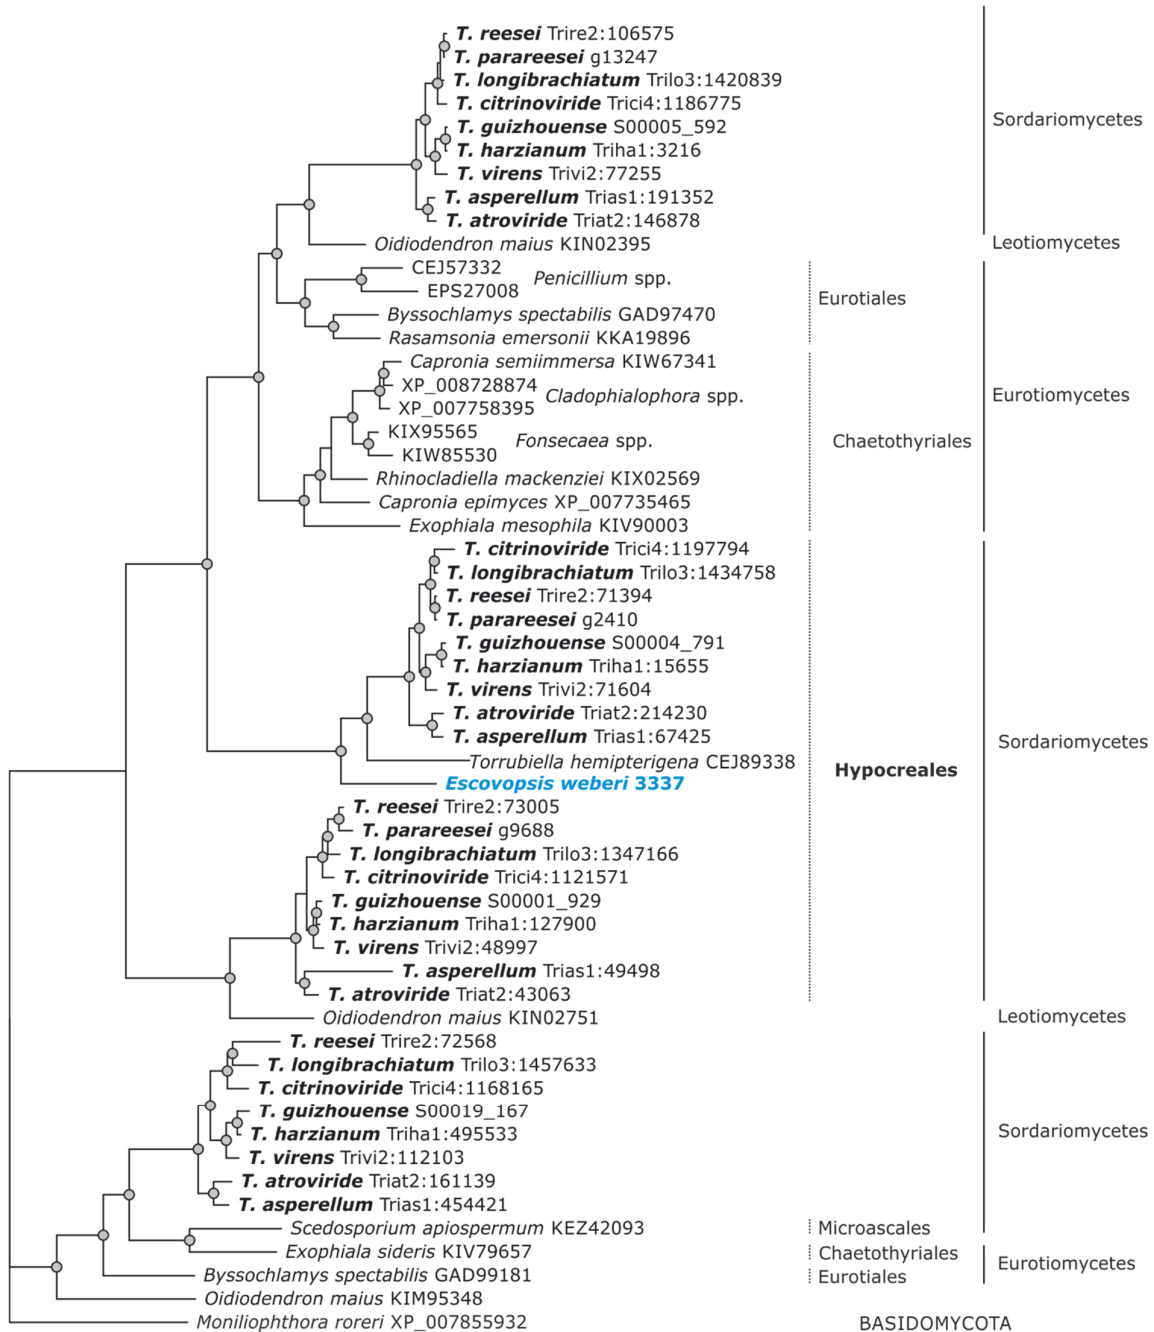 T. reesei Trire2:106575
T. parareesei g13247
T. longibrachiatum Trilo3:1420839
T. citrinoviride Trici4:1186775
T. guizhouense S00005_592
Sordariomycetes
T. harzianum Triha1:3216
T. virens Trivi2:77255
T. asperellum Trias1:191352
T. atroviride Triat2:146878
Oidiodendron maius KIN02395
Leotiomycetes
CEJ57332
Penicillium spp.
EPS27008
Eurotiales
Byssochlamys spectabilis GAD97470
Rasamsonia emersonii KKA19896
Capronia semiimmersa KIW67341
XP_008728874
Cladophialophora spp.
Eurotiomycetes
XP_007758395
KIX95565
Fonsecaea spp.
Chaetothyriales
KIW85530
Rhinocladiella mackenziei KIX02569
Capronia epimyces XP_007735465
Exophiala mesophila KIV90003
T. citrinoviride Trici4:1197794
T. longibrachiatum Trilo3:1434758
T. reesei Trire2:71394
T. parareesei g2410
T. guizhouense S00004_791
T. harzianum Triha1:15655
T. virens Trivi2:71604
T. atroviride Triat2:214230
T. asperellum Trias1:67425
Sordariomycetes
Torrubiella hemipterigena CEJ89338
Hypocreales
Escovopsis weberi 3337
T. reesei Trire2:73005
T. parareesei g9688
T. longibrachiatum Trilo3:1347166
T. citrinoviride Trici4:1121571
T. guizhouense S00001_929
T. harzianum Triha1:127900
T. virens Trivi2:48997
T. asperellum Trias1:49498
T. atroviride Triat2:43063
Oidiodendron maius KIN02751
Leotiomycetes
T. reesei Trire2:72568
T. longibrachiatum Trilo3:1457633
T. citrinoviride Trici4:1168165
T. guizhouense S00019_167
T. harzianum Triha1:495533
Sordariomycetes
T. virens Trivi2:112103
T. atroviride Triat2:161139
T. asperellum Trias1:454421
Scedosporium apiospermum KEZ42093
Microascales
Exophiala sideris KIV79657
Chaetothyriales
Eurotiomycetes
Byssochlamys spectabilis GAD99181
Eurotiales
Oidiodendron maius KIM95348
Moniliophthora roreri XP_007855932
BASIDOMYCOTA